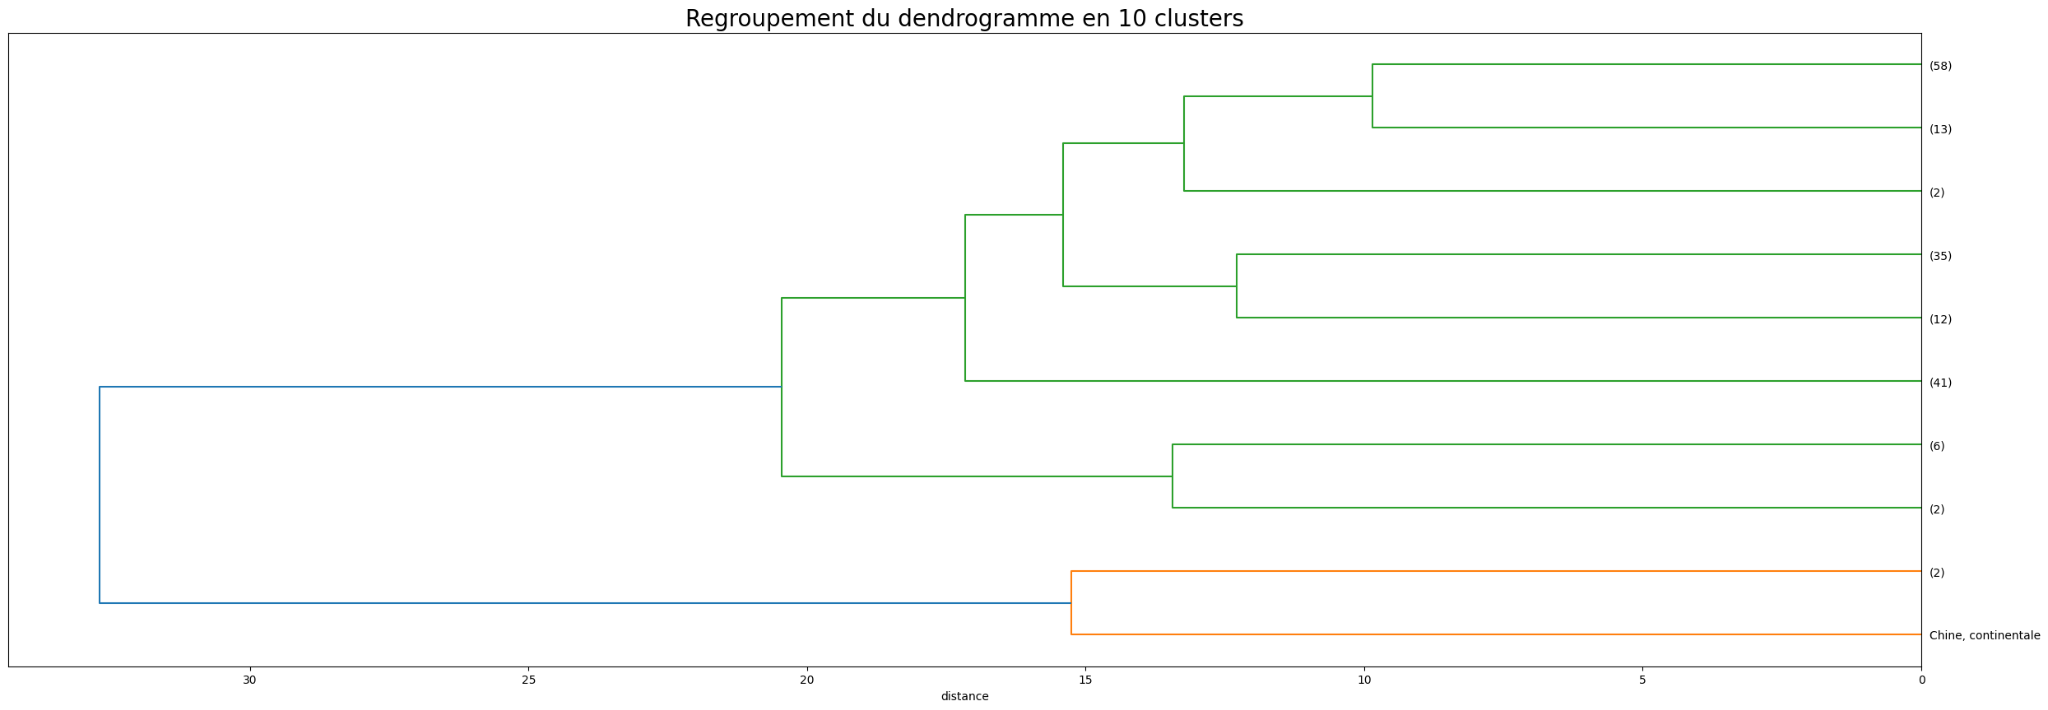 Regroupement du dendrogramme en 10 clusters
(58)
(13)
(2)
(35)
(12)
(41)
(6)
(2)
(2)
Chine, continentale
30 25 20 15 10 5 0
distance